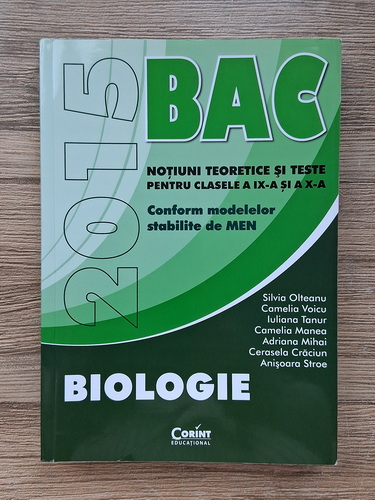 2015
BAC
NOȚIUNI TEORETICE ȘI TESTE
PENTRU CLASELE A IX-A ȘI A X-A
Conform modelelor
stabilite de MEN
Silvia Olteanu
Camelia Voicu
Iuliana Tanur
Camelia Manea
Adriana Mihai
Cerasela Crăciun
Anișoara Stroe
BIOLOGIE
CORINT
EDUCAȚIONAL